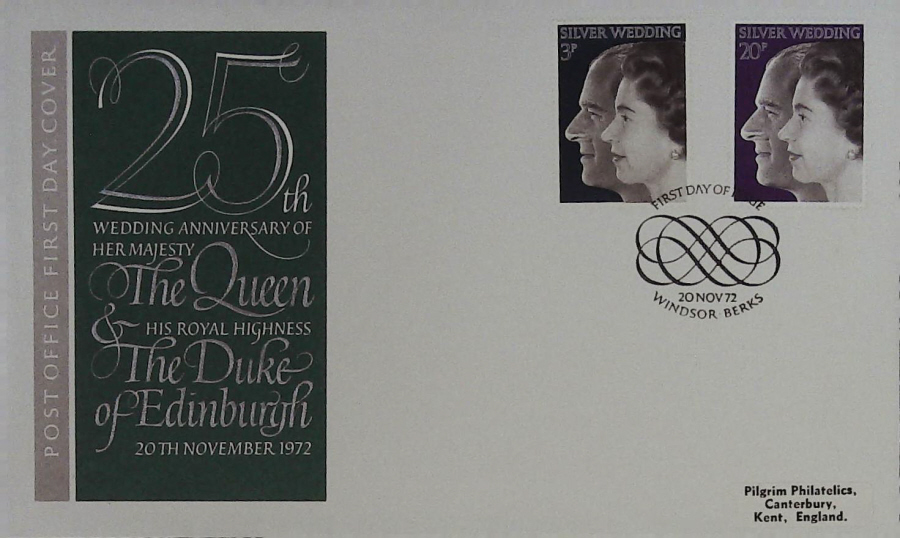 POST OFFICE FIRST DAY COVER
25th
WEDDING ANNIVERSARY OF
HER MAJESTY
The Queen
& HIS ROYAL HIGHNESS
The Duke
of Edinburgh
20TH NOVEMBER 1972
SILVER WEDDING
3P
SILVER WEDDING
20P
FIRST DAY OF
20 NOV 72
WINDSOR BERKS
Pilgrim Philatelics,
Canterbury,
Kent, England.